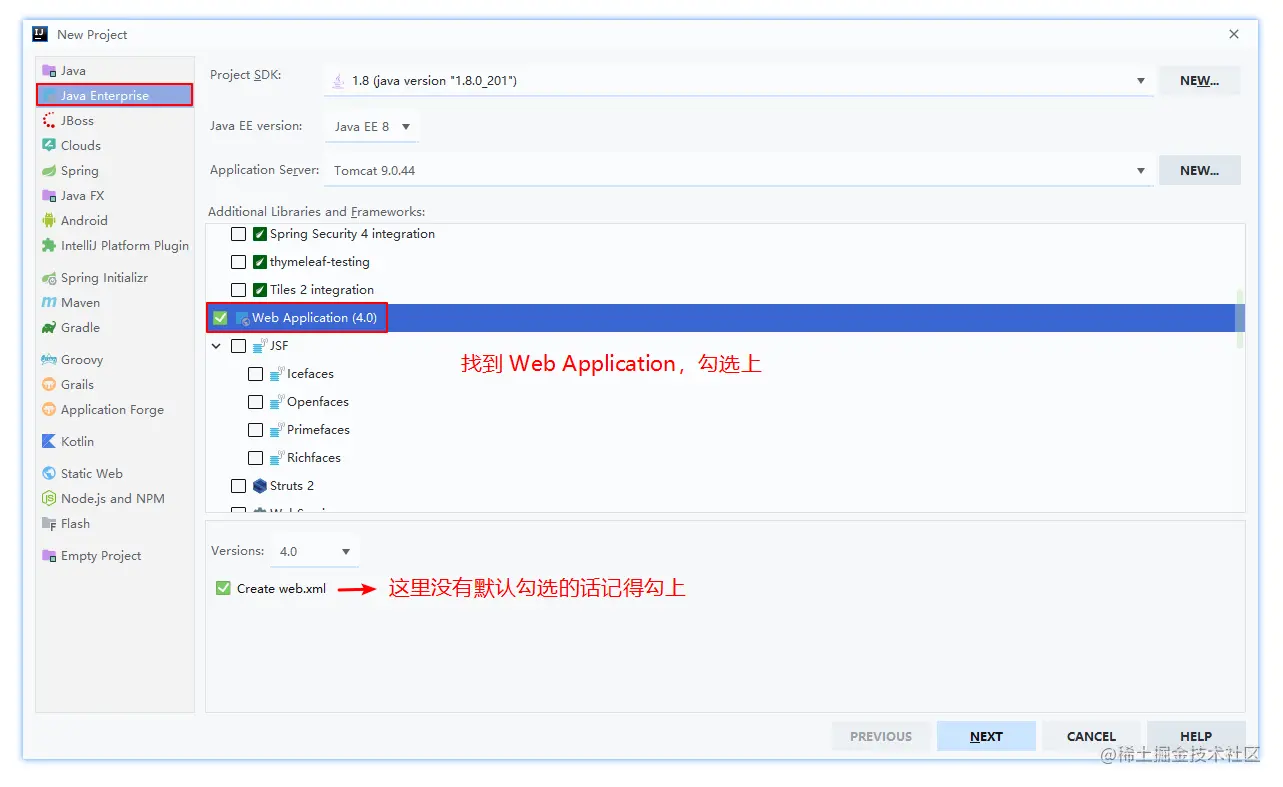 New Project
Java
Java Enterprise
JBoss
Clouds
Spring
Java FX
Android
IntelliJ Platform Plugin
Spring Initializr
Maven
Gradle
Groovy
Grails
Application Forge
Kotlin
Static Web
Node.js and NPM
Flash
Empty Project
Project SDK:
1.8 (java version "1.8.0_201")
NEW...
Java EE version:
Java EE 8
Application Server:
Tomcat 9.0.44
NEW...
Additional Libraries and Frameworks:
Spring Security 4 integration
thymeleaf-testing
Tiles 2 integration
Web Application (4.0)
JSF
找到 Web Application，勾选上
Icefaces
Openfaces
Primefaces
Richfaces
Struts 2
Versions:
4.0
Create web.xml
这里没有默认勾选的话记得勾上
PREVIOUS
NEXT
CANCEL
HELP
@稀土掘金技术社区